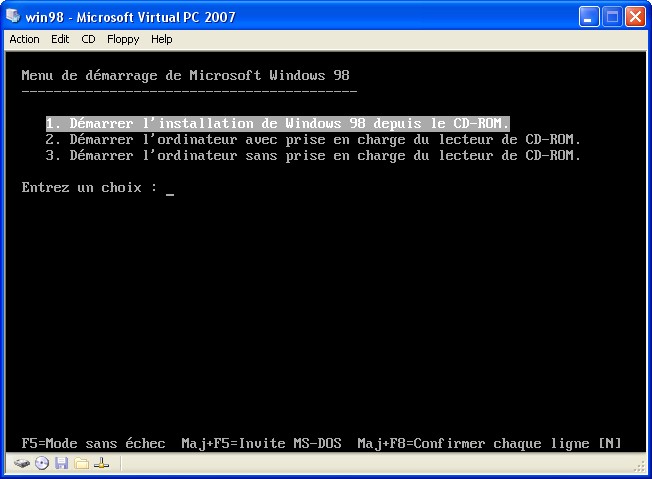 win98 - Microsoft Virtual PC 2007
Action Edit CD Floppy Help
Menu de démarrage de Microsoft Windows 98
------------------------------------------
1. Démarrer l'installation de Windows 98 depuis le CD-ROM.
2. Démarrer l'ordinateur avec prise en charge du lecteur de CD-ROM.
3. Démarrer l'ordinateur sans prise en charge du lecteur de CD-ROM.
Entrez un choix : _
F5=Mode sans échec Maj+F5=Invite MS-DOS Maj+F8=Confirmer chaque ligne [N]